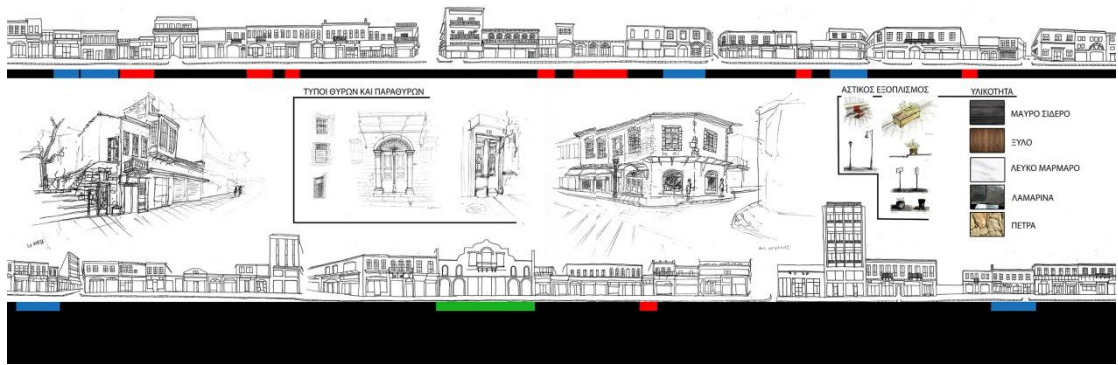 ΤΥΠΟΙ ΘΥΡΩΝ ΚΑΙ ΠΑΡΑΘΥΡΩΝ
ΑΣΤΙΚΟΣ ΕΞΟΠΛΙΣΜΟΣ
ΥΛΙΚΟΤΗΤΑ
ΜΑΥΡΟ ΣΙΔΕΡΟ
ΞΥΛΟ
ΛΕΥΚΟ ΜΑΡΜΑΡΟ
ΛΑΜΑΡΙΝΑ
ΠΕΤΡΑ